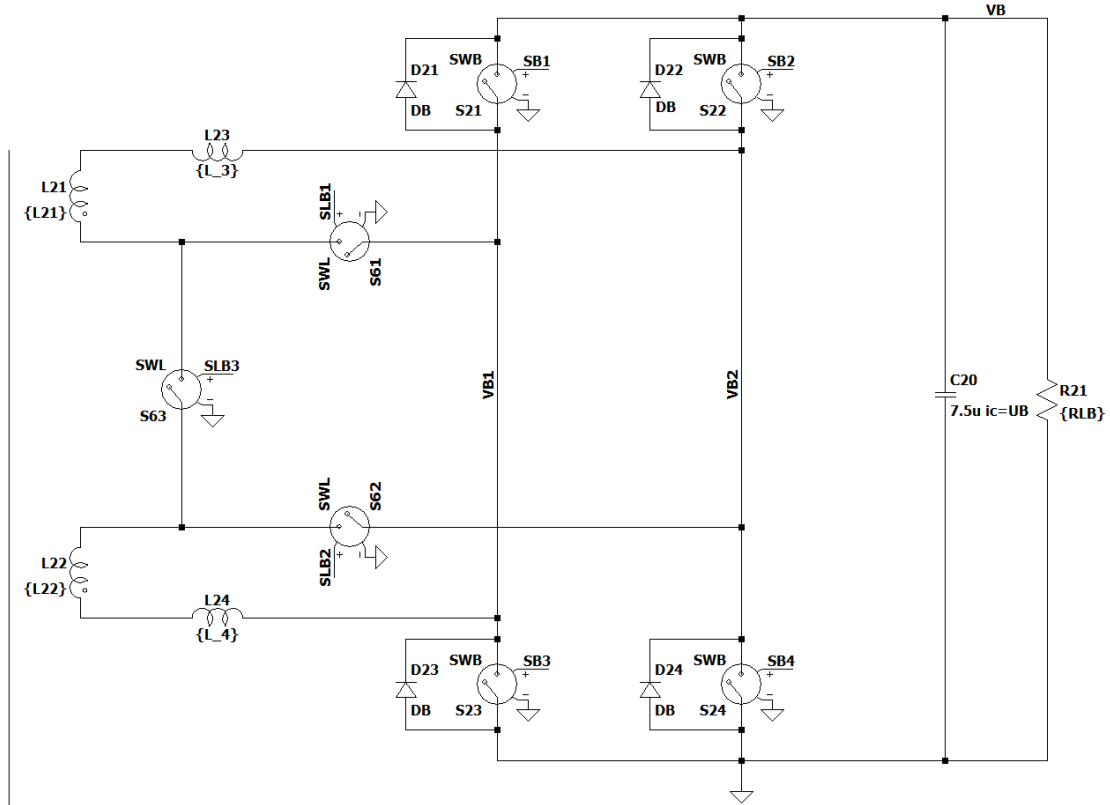 VB
D21
DB
SWB
SB1
+
−
S21
D22
DB
SWB
SB2
+
−
S22
L23
{L_3}
L21
{L21}
SLB1
+
−
SWL
S61
SWL
SLB3
+
−
S63
VB1
VB2
C20
7.5u ic=UB
R21
{RLB}
SWL
S62
SLB2
+
−
L22
{L22}
L24
{L_4}
D23
DB
SWB
SB3
+
−
S23
D24
DB
SWB
SB4
+
−
S24